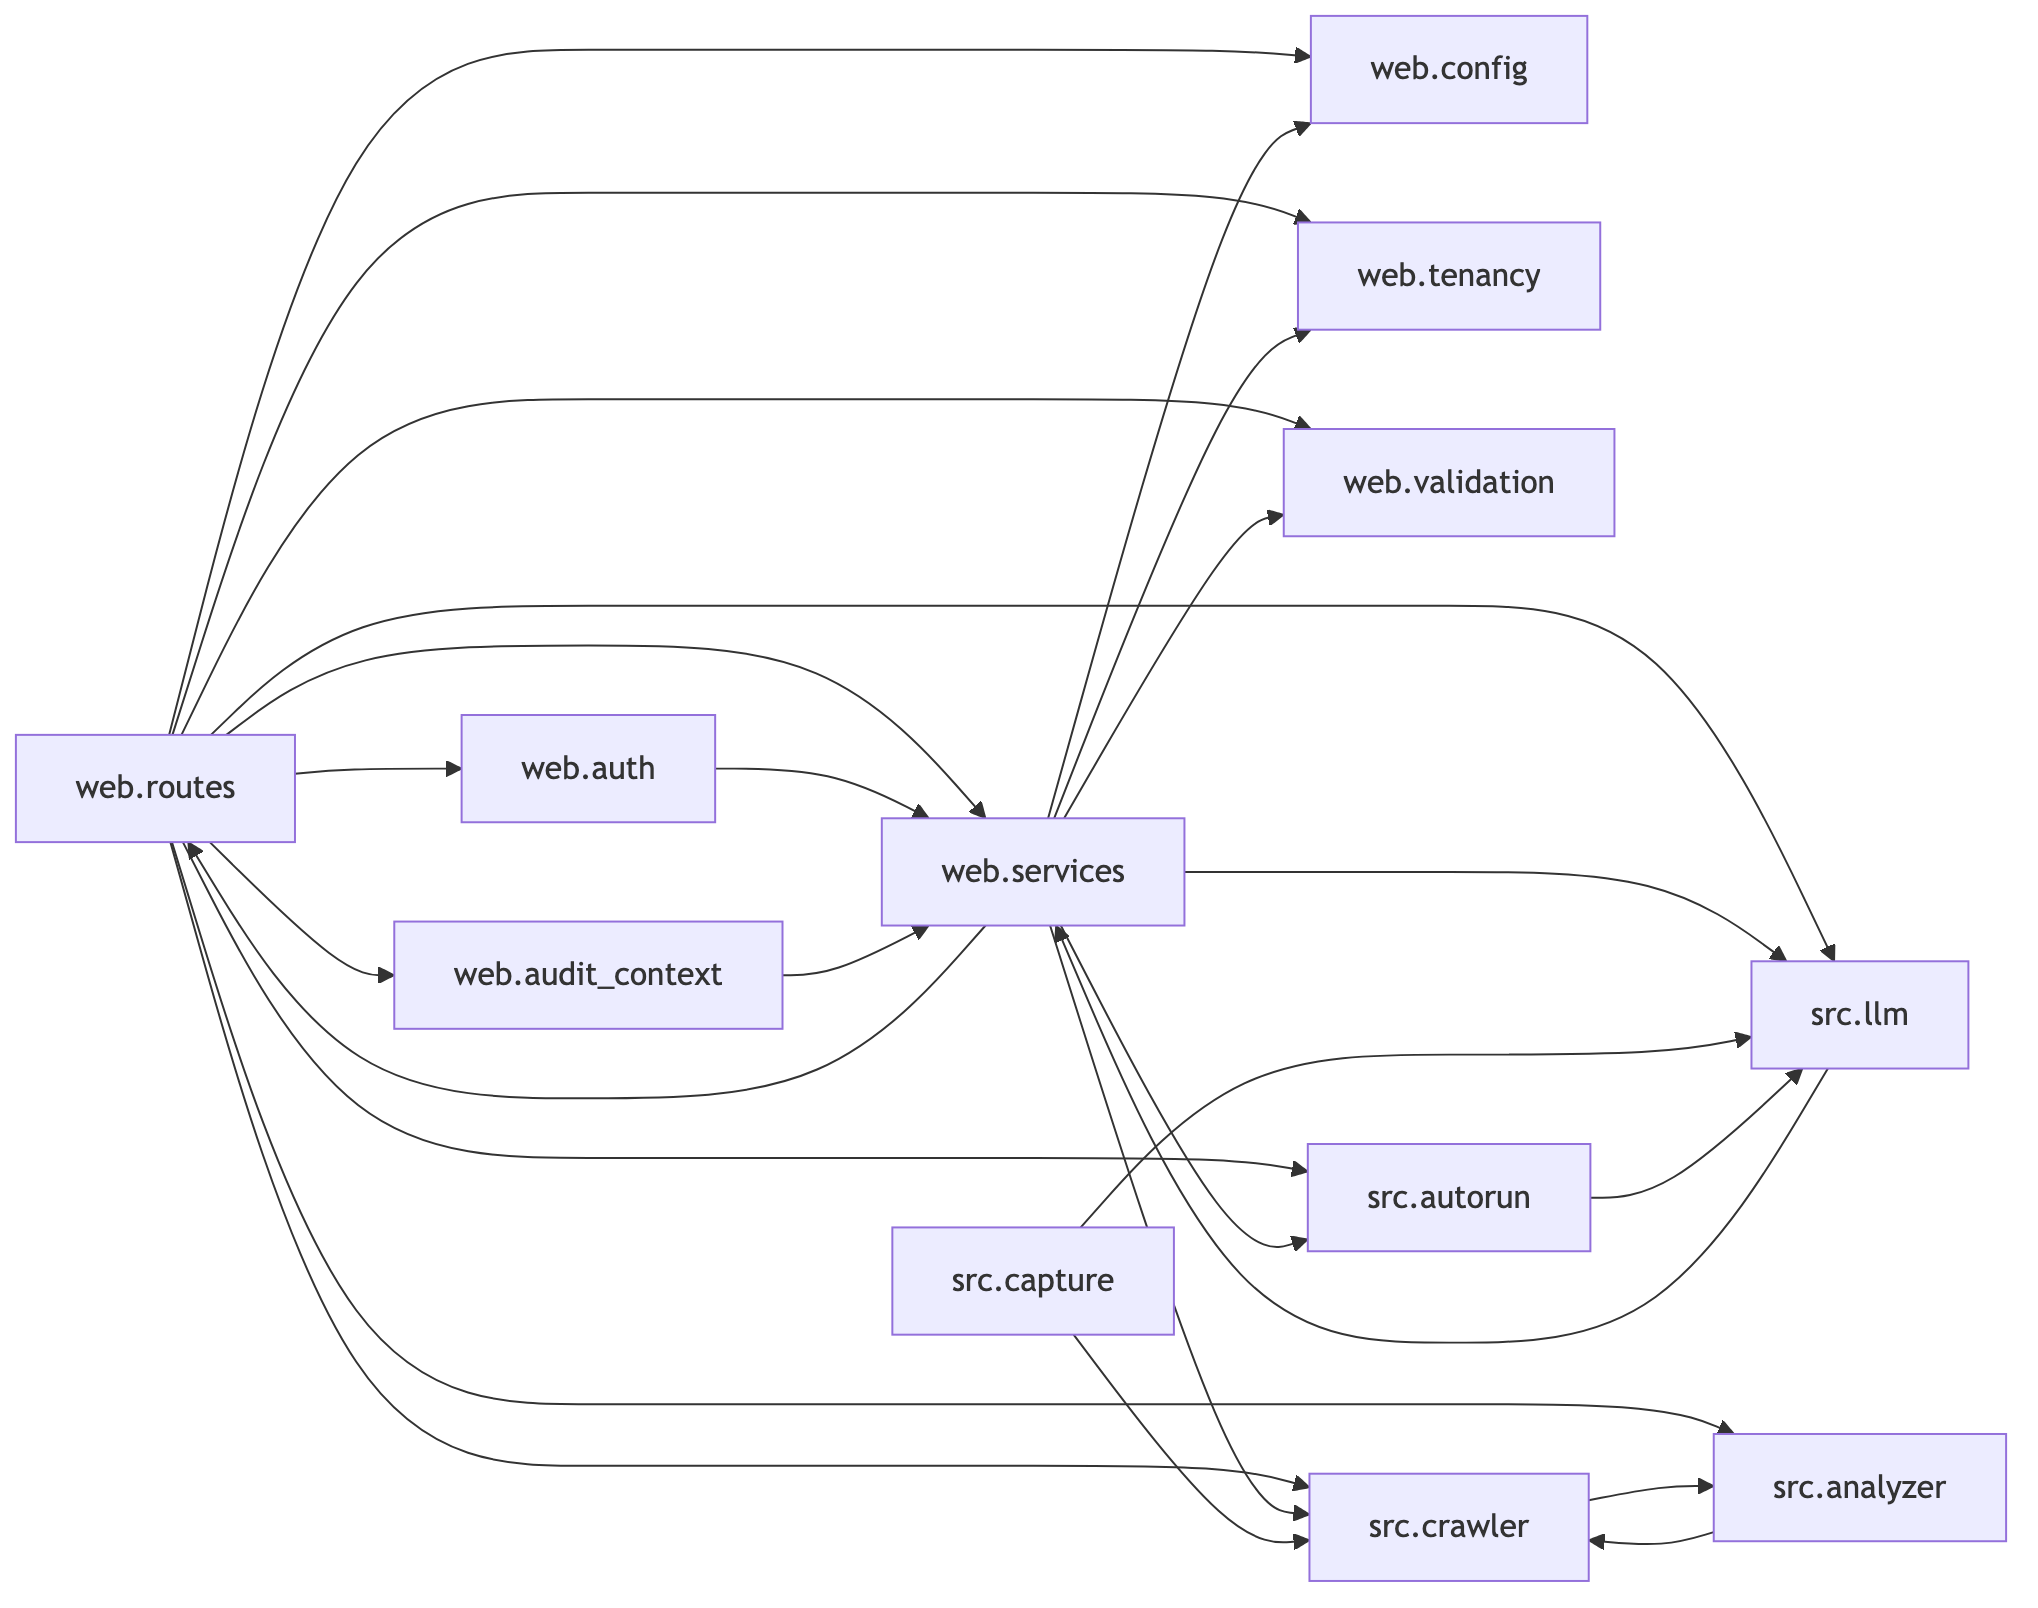 web.config
web.tenancy
web.validation
web.routes
web.auth
web.services
web.audit_context
src.llm
src.autorun
src.capture
src.analyzer
src.crawler